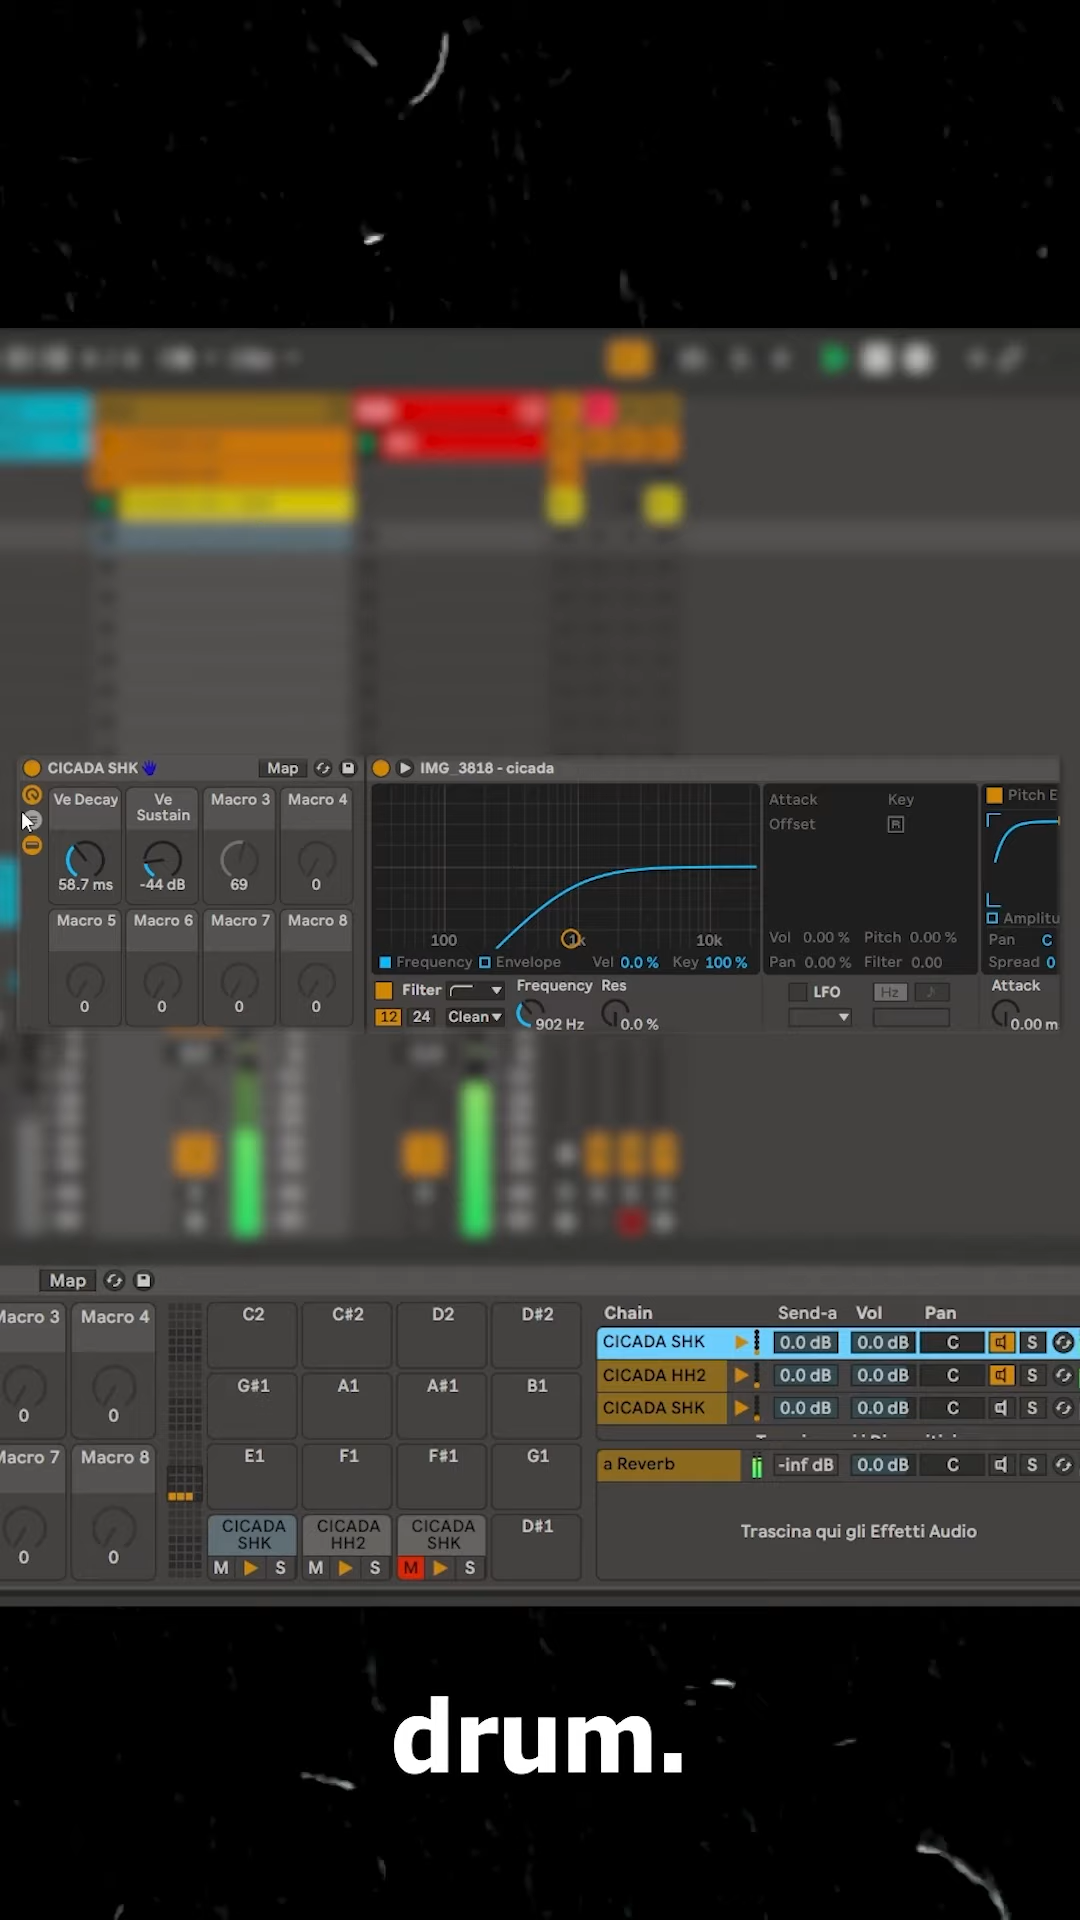 CICADA SHK
Map
IMG_3818 - cicada
Ve Decay
Ve Sustain
Macro 3
Macro 4
58.7 ms
-44 dB
69
0
Macro 5
Macro 6
Macro 7
Macro 8
0
0
0
0
100
1k
10k
Frequency
Envelope
Vel 0.0 %
Key 100 %
Filter
Frequency
Res
12
24
Clean
902 Hz
0.0 %
Attack
Key
Offset
R
Vol 0.00 %
Pitch 0.00 %
Pan 0.00 %
Filter 0.00
LFO
Hz
Pitch E
Amplitu
Pan C
Spread 0
Attack
0.00 m
Map
Macro 3
Macro 4
0
0
Macro 7
Macro 8
0
0
C2
C#2
D2
D#2
G#1
A1
A#1
B1
E1
F1
F#1
G1
CICADA SHK
CICADA HH2
CICADA SHK
D#1
M
S
M
S
M
S
Chain
Send-a
Vol
Pan
CICADA SHK
0.0 dB
0.0 dB
C
S
CICADA HH2
0.0 dB
0.0 dB
C
S
CICADA SHK
0.0 dB
0.0 dB
C
S
a Reverb
-inf dB
0.0 dB
C
S
Trascina qui gli Effetti Audio
drum.